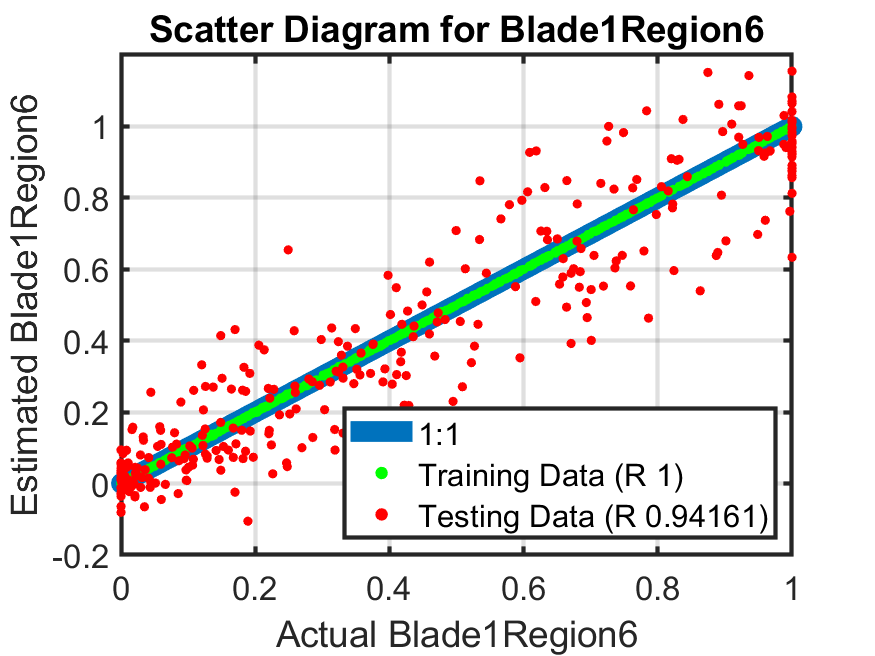 Scatter Diagram for Blade1Region6
Estimated Blade1Region6
1
0.8
0.6
0.4
0.2
0
-0.2
1:1
Training Data (R 1)
Testing Data (R 0.94161)
0 0.2 0.4 0.6 0.8 1
Actual Blade1Region6